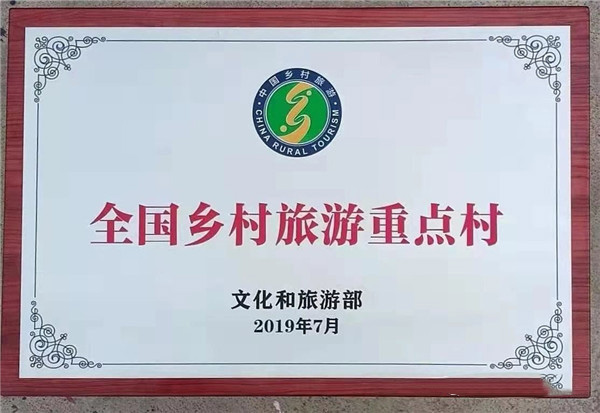 中国乡村旅游
CHINA RURAL TOURISM
全国乡村旅游重点村
文化和旅游部
2019年7月